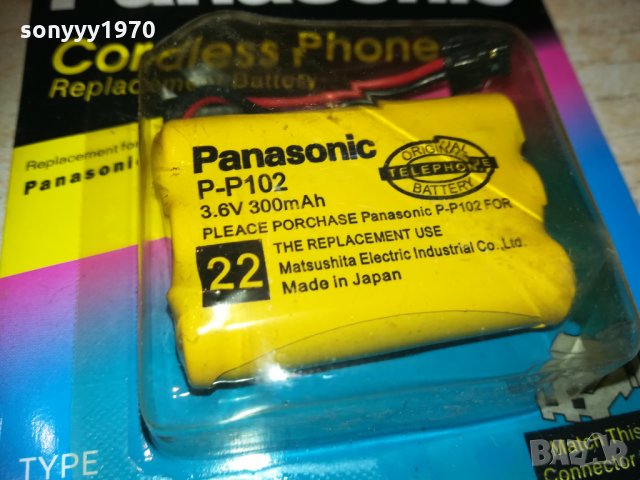 sonyyy1970
Panasonic
Cordless Phone
Replacement Battery
Replacement for
Panasonic
Panasonic
P-P102
3.6V 300mAh
ORIGINAL
TELEPHONE
BATTERY
PLEACE PORCHASE Panasonic P-P102 FOR
THE REPLACEMENT USE
22
Matsushita Electric Industrial Co.,Ltd.
Made in Japan
TYPE
Match This
Connector
BAZAR